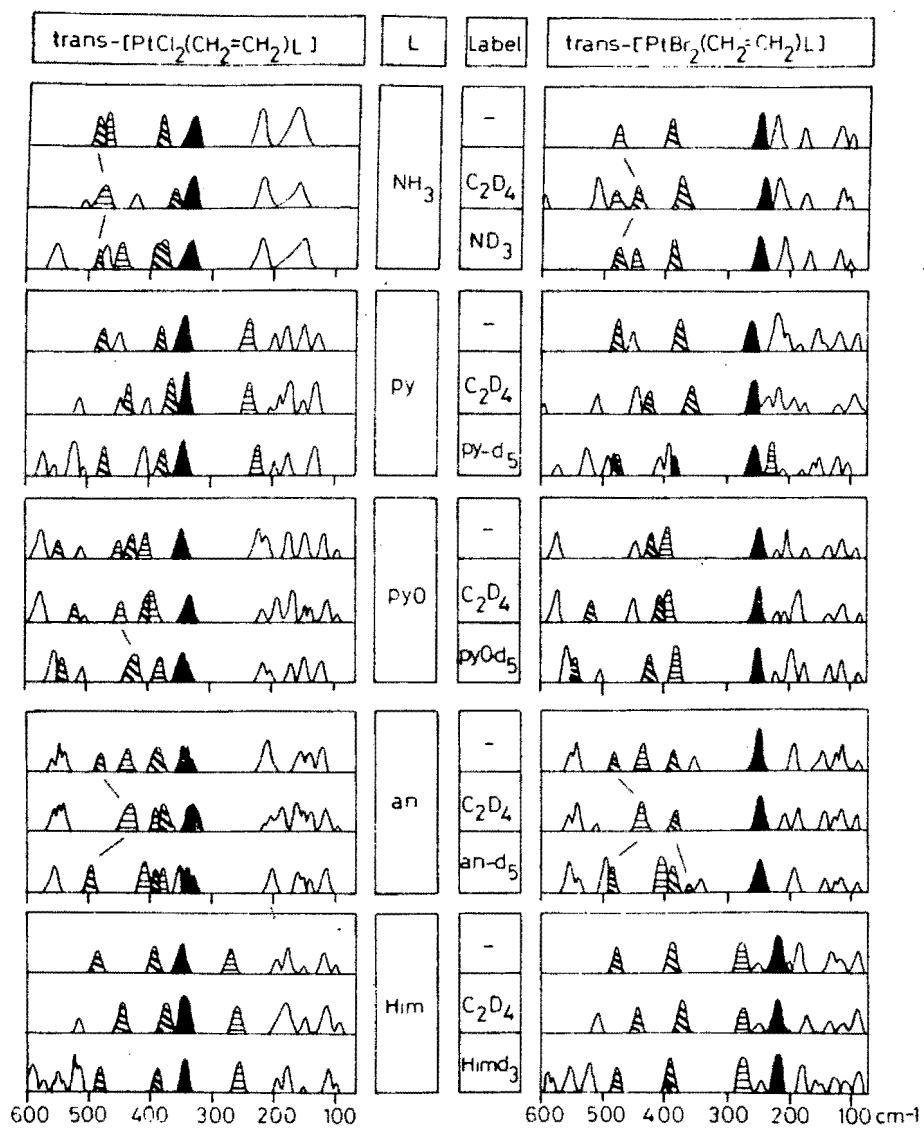 trans-[PtCl2(CH2=CH2)L] L Label trans-[PtBr2(CH2=CH2)L]
NH3
-
C2D4
ND3
py
-
C2D4
py-d5
pyO
-
C2D4
pyO-d5
an
-
C2D4
an-d5
Him
-
C2D4
Himd3
600 500 400 300 200 100 600 500 400 300 200 100 cm-1